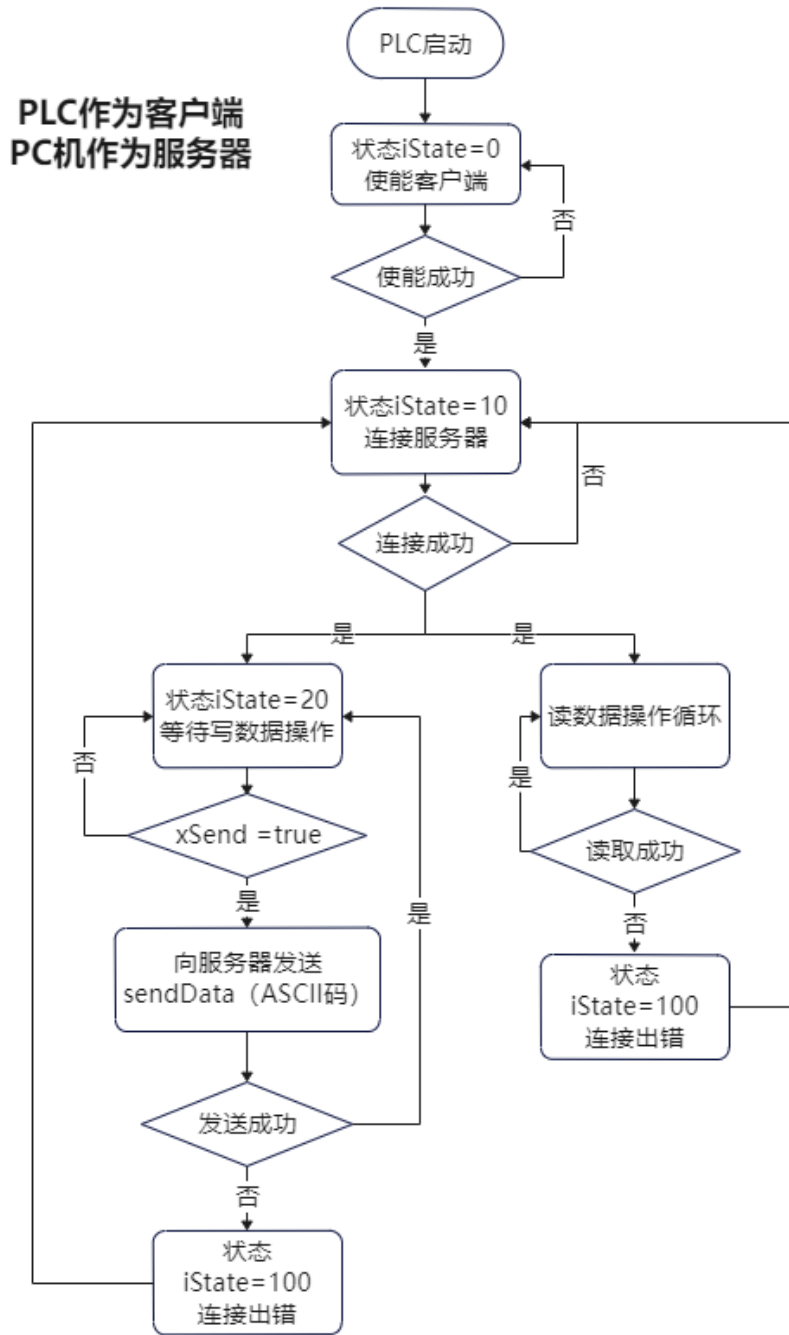 PLC启动
PLC作为客户端
PC机作为服务器
状态iState=0
使能客户端
否
使能成功
是
状态iState=10
连接服务器
否
连接成功
是
是
状态iState=20
等待写数据操作
否
xSend =true
是
向服务器发送
sendData（ASCII码）
发送成功
是
否
状态
iState=100
连接出错
读数据操作循环
是
读取成功
否
状态
iState=100
连接出错